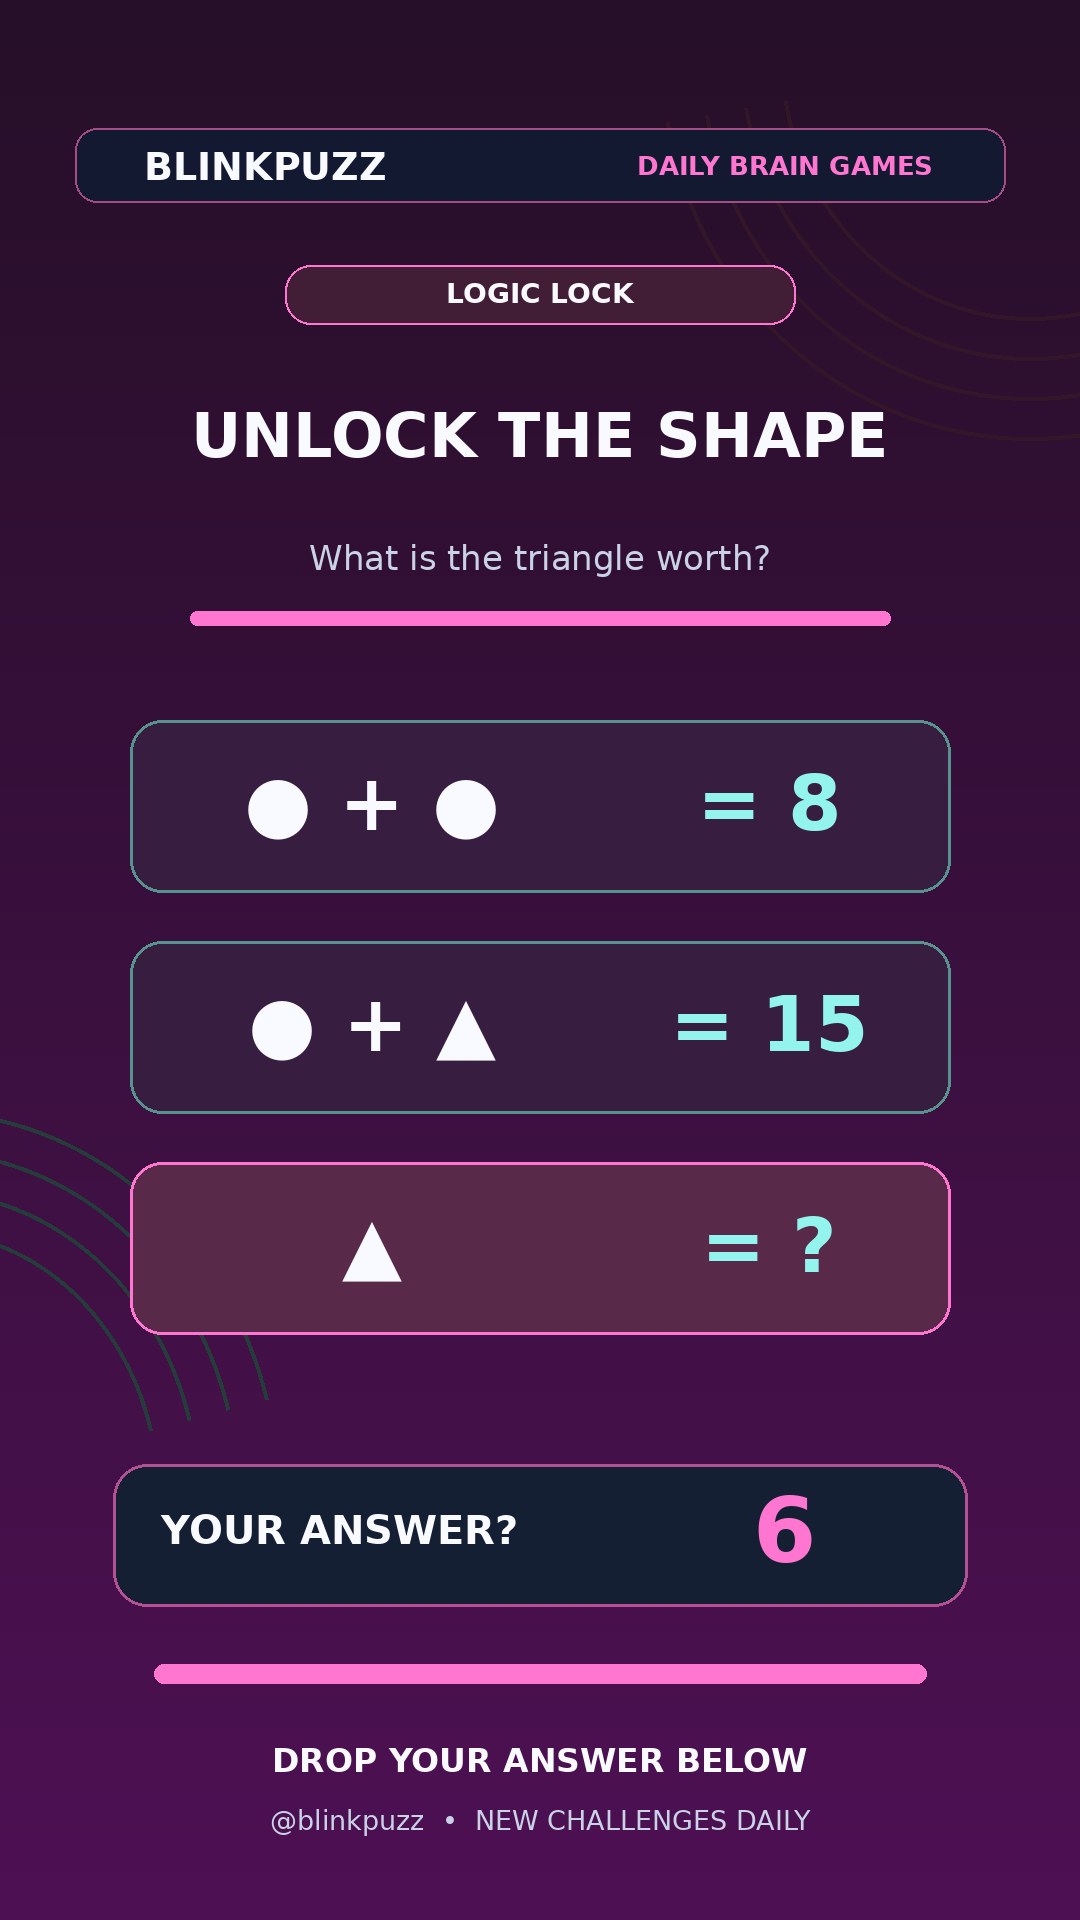 BLINKPUZZ
DAILY BRAIN GAMES
LOGIC LOCK
UNLOCK THE SHAPE
What is the triangle worth?
● + ● = 8
● + ▲ = 15
▲ = ?
YOUR ANSWER? 6
DROP YOUR ANSWER BELOW
@blinkpuzz • NEW CHALLENGES DAILY